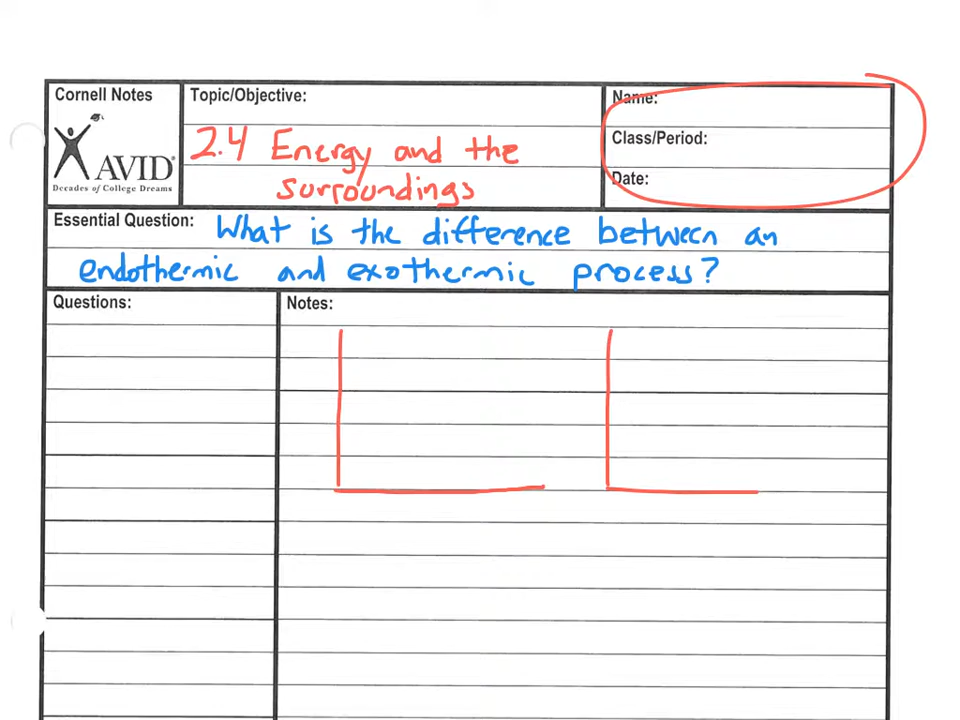 Cornell Notes
AVID®
Decades of College Dreams
Topic/Objective:
2.4 Energy and the
surroundings
Name:
Class/Period:
Date:
Essential Question: What is the difference between an
endothermic and exothermic process?
Questions:
Notes: